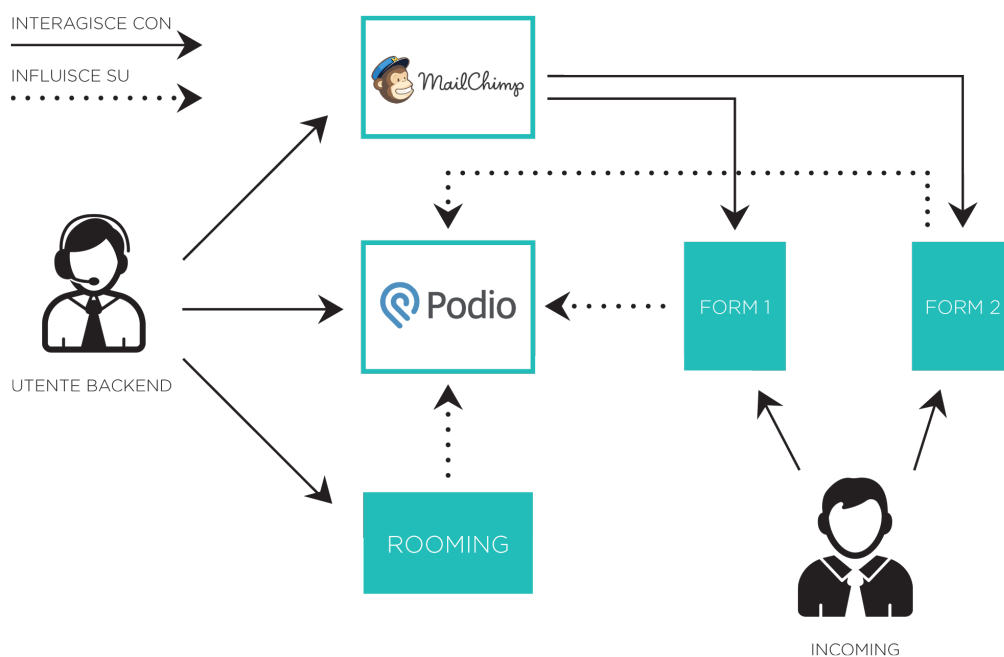 INTERAGISCE CON
INFLUISCE SU
MailChimp
Podio
FORM 1
FORM 2
UTENTE BACKEND
ROOMING
INCOMING